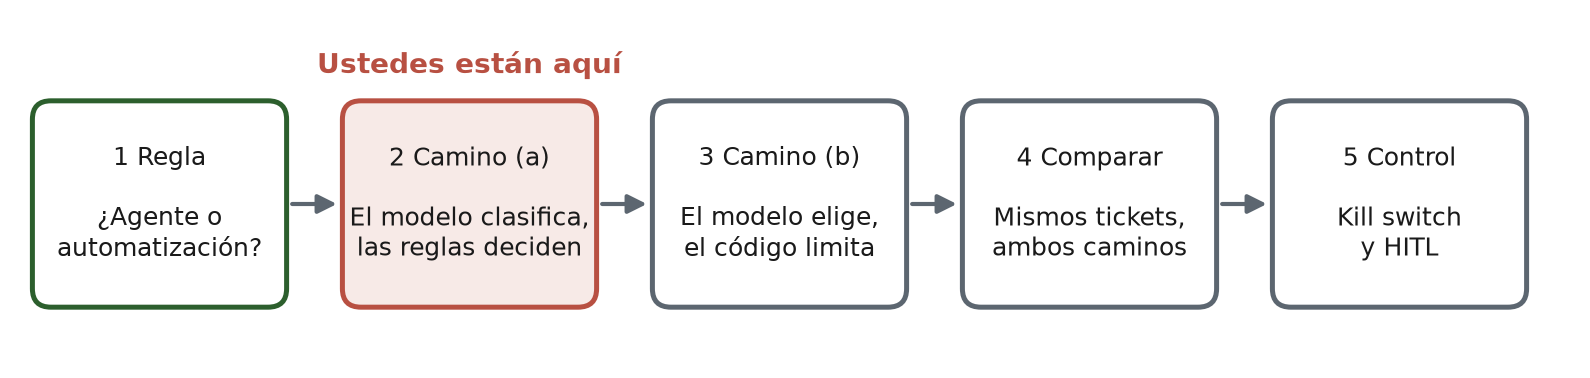 Ustedes están aquí
1 Regla
¿Agente o
automatización?
2 Camino (a)
El modelo clasifica,
las reglas deciden
3 Camino (b)
El modelo elige,
el código limita
4 Comparar
Mismos tickets,
ambos caminos
5 Control
Kill switch
y HITL